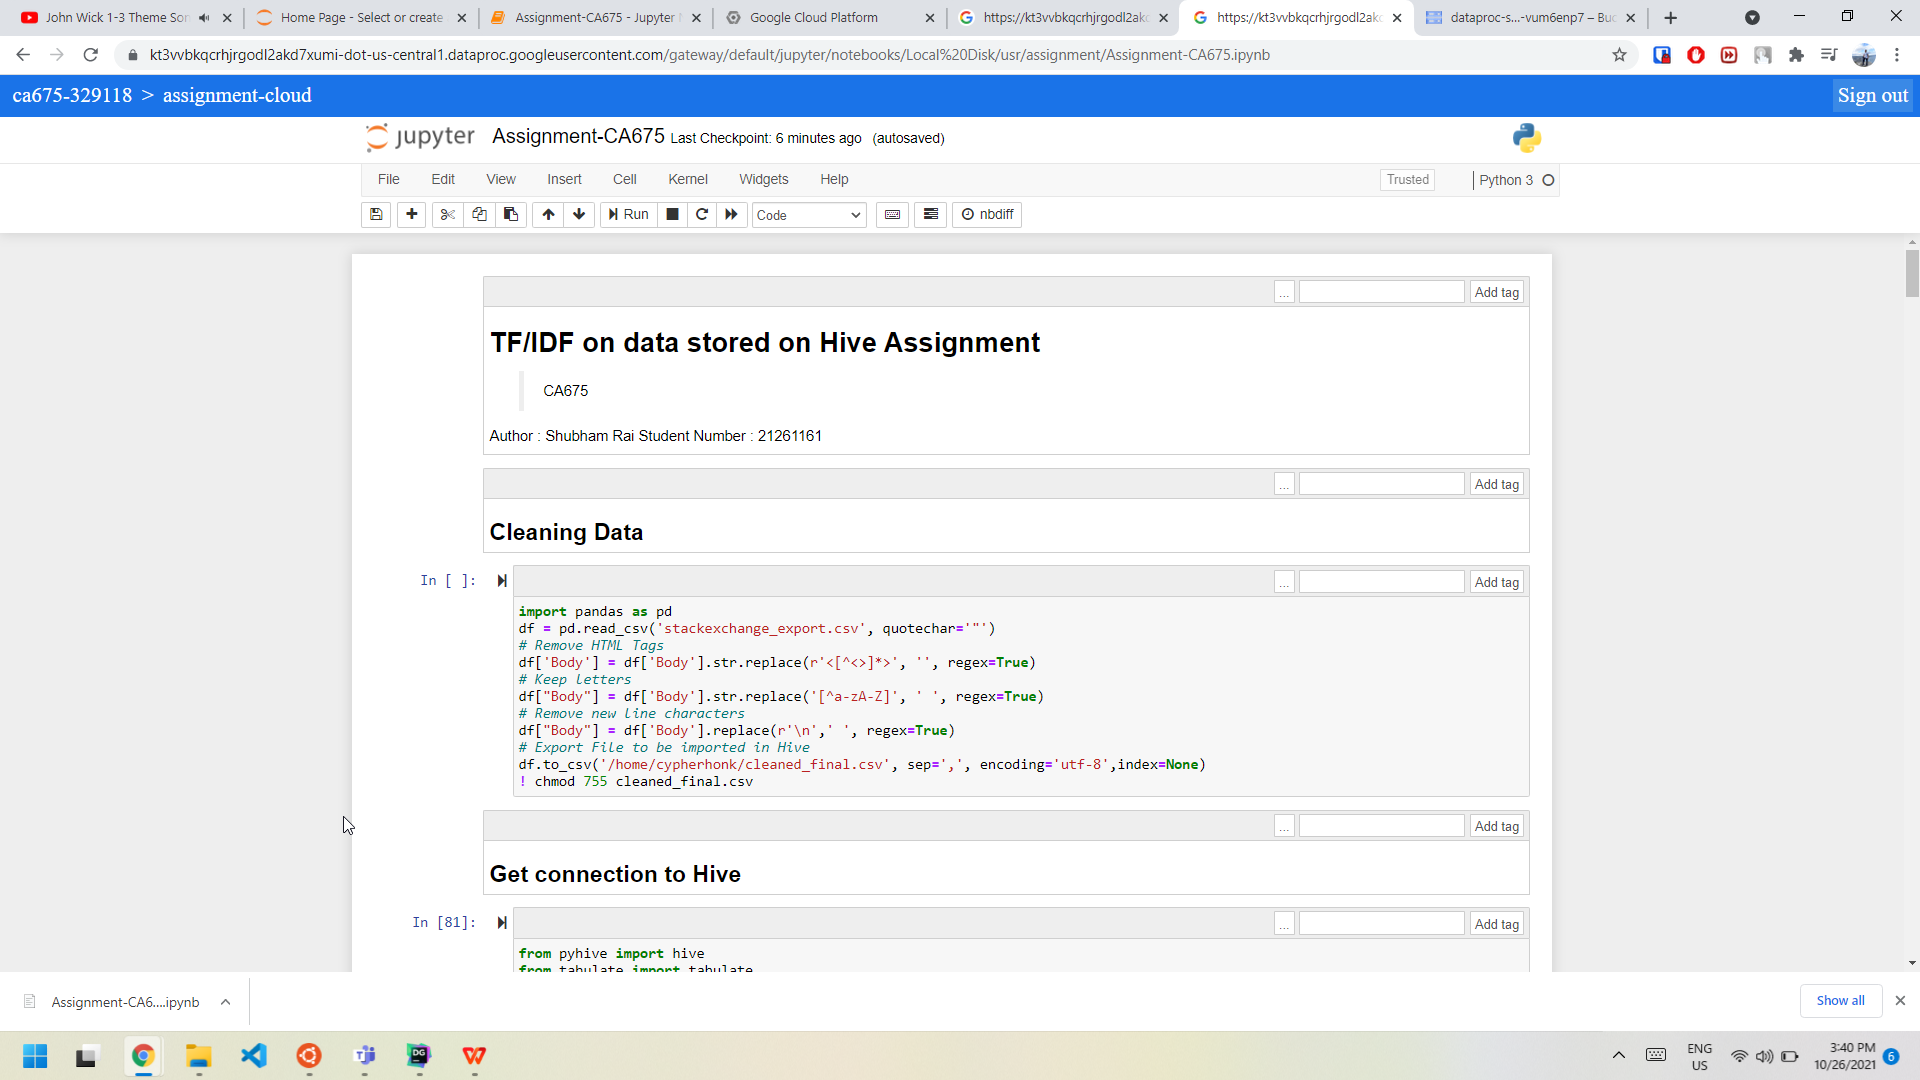 John Wick 1-3 Theme Son
Home Page - Select or create
Assignment-CA675 - Jupyter
Google Cloud Platform
https://kt3vvbkqcrhjrgodl2akd
https://kt3vvbkqcrhjrgodl2akd
dataproc-s...-vum6enp7 – Buc
kt3vvbkqcrhjrgodl2akd7xumi-dot-us-central1.dataproc.googleusercontent.com/gateway/default/jupyter/notebooks/Local%20Disk/usr/assignment/Assignment-CA675.ipynb
ca675-329118 > assignment-cloud
Sign out
jupyter Assignment-CA675 Last Checkpoint: 6 minutes ago (autosaved)
File Edit View Insert Cell Kernel Widgets Help
Trusted
Python 3
Run
Code
nbdiff
... Add tag
TF/IDF on data stored on Hive Assignment
CA675
Author : Shubham Rai Student Number : 21261161
... Add tag
Cleaning Data
In [ ]:
... Add tag
import pandas as pd
df = pd.read_csv('stackexchange_export.csv', quotechar='"')
# Remove HTML Tags
df['Body'] = df['Body'].str.replace(r'<[^<>]*>', '', regex=True)
# Keep letters
df["Body"] = df['Body'].str.replace('[^a-zA-Z]', ' ', regex=True)
# Remove new line characters
df["Body"] = df['Body'].replace(r'\n',' ', regex=True)
# Export File to be imported in Hive
df.to_csv('/home/cypherhonk/cleaned_final.csv', sep=',', encoding='utf-8',index=None)
! chmod 755 cleaned_final.csv
... Add tag
Get connection to Hive
In [81]:
... Add tag
from pyhive import hive
from tabulate import tabulate
Assignment-CA6....ipynb
Show all
ENG
US
3:40 PM
10/26/2021
6